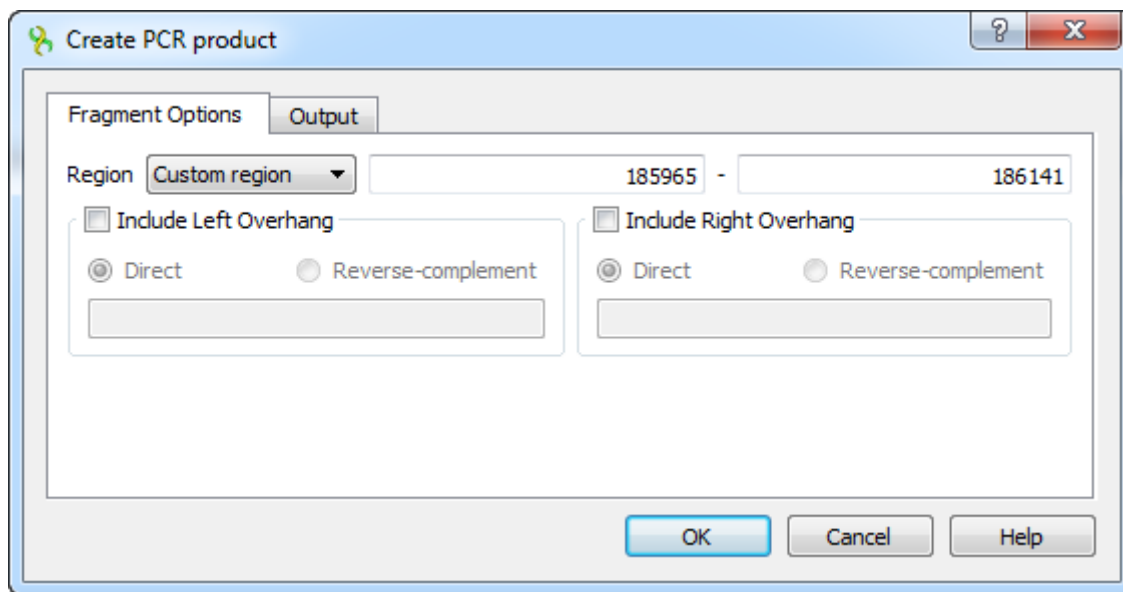 Create PCR product
Fragment Options Output
Region Custom region 185965 - 186141
Include Left Overhang Include Right Overhang
Direct Reverse-complement Direct Reverse-complement
OK Cancel Help